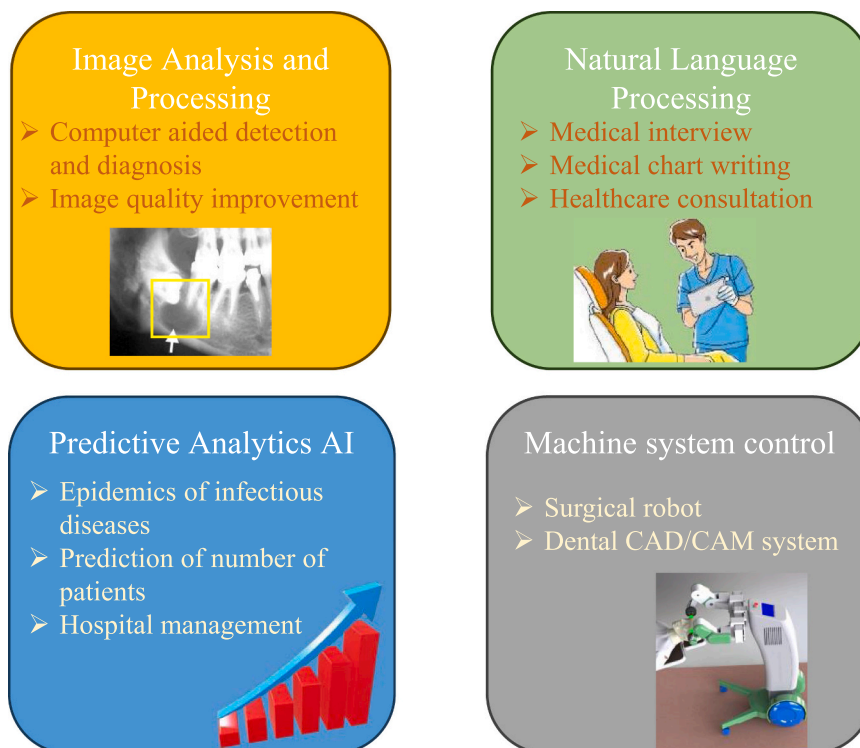 Image Analysis and
Processing
➢ Computer aided detection
and diagnosis
➢ Image quality improvement
Natural Language
Processing
➢ Medical interview
➢ Medical chart writing
➢ Healthcare consultation
Predictive Analytics AI
➢ Epidemics of infectious
diseases
➢ Prediction of number of
patients
➢ Hospital management
Machine system control
➢ Surgical robot
➢ Dental CAD/CAM system